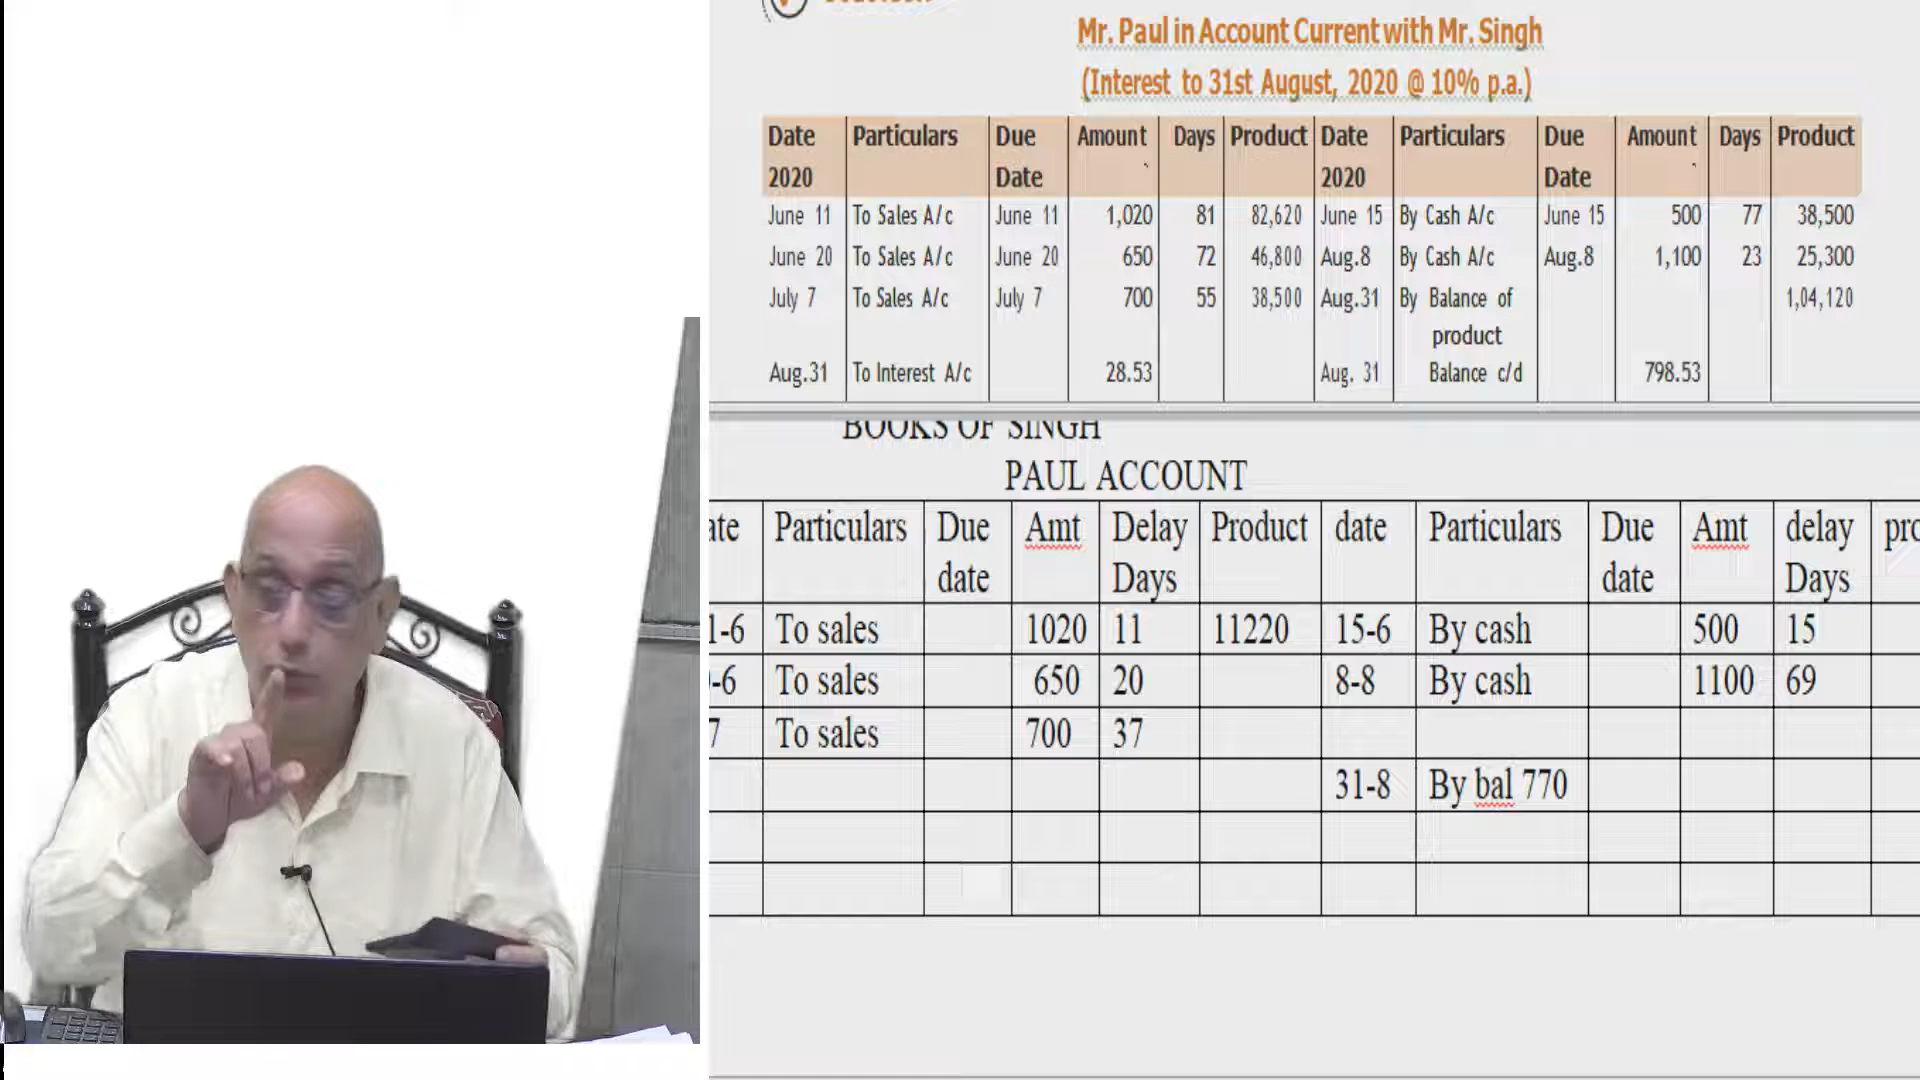 Mr. Paul in Account Current with Mr. Singh
(Interest to 31st August, 2020 @ 10% p.a.)
Date 2020 Particulars Due Date Amount ` Days Product Date 2020 Particulars Due Date Amount ` Days Product
June 11 To Sales A/c June 11 1,020 81 82,620 June 15 By Cash A/c June 15 500 77 38,500
June 20 To Sales A/c June 20 650 72 46,800 Aug.8 By Cash A/c Aug.8 1,100 23 25,300
July 7 To Sales A/c July 7 700 55 38,500 Aug.31 By Balance of product 1,04,120
Aug.31 To Interest A/c 28.53 Aug. 31 Balance c/d 798.53
BOOKS OF SINGH
PAUL ACCOUNT
ate Particulars Due date Amt Delay Days Product date Particulars Due date Amt delay Days pro
1-6 To sales 1020 11 11220 15-6 By cash 500 15
-6 To sales 650 20 8-8 By cash 1100 69
7 To sales 700 37
31-8 By bal 770